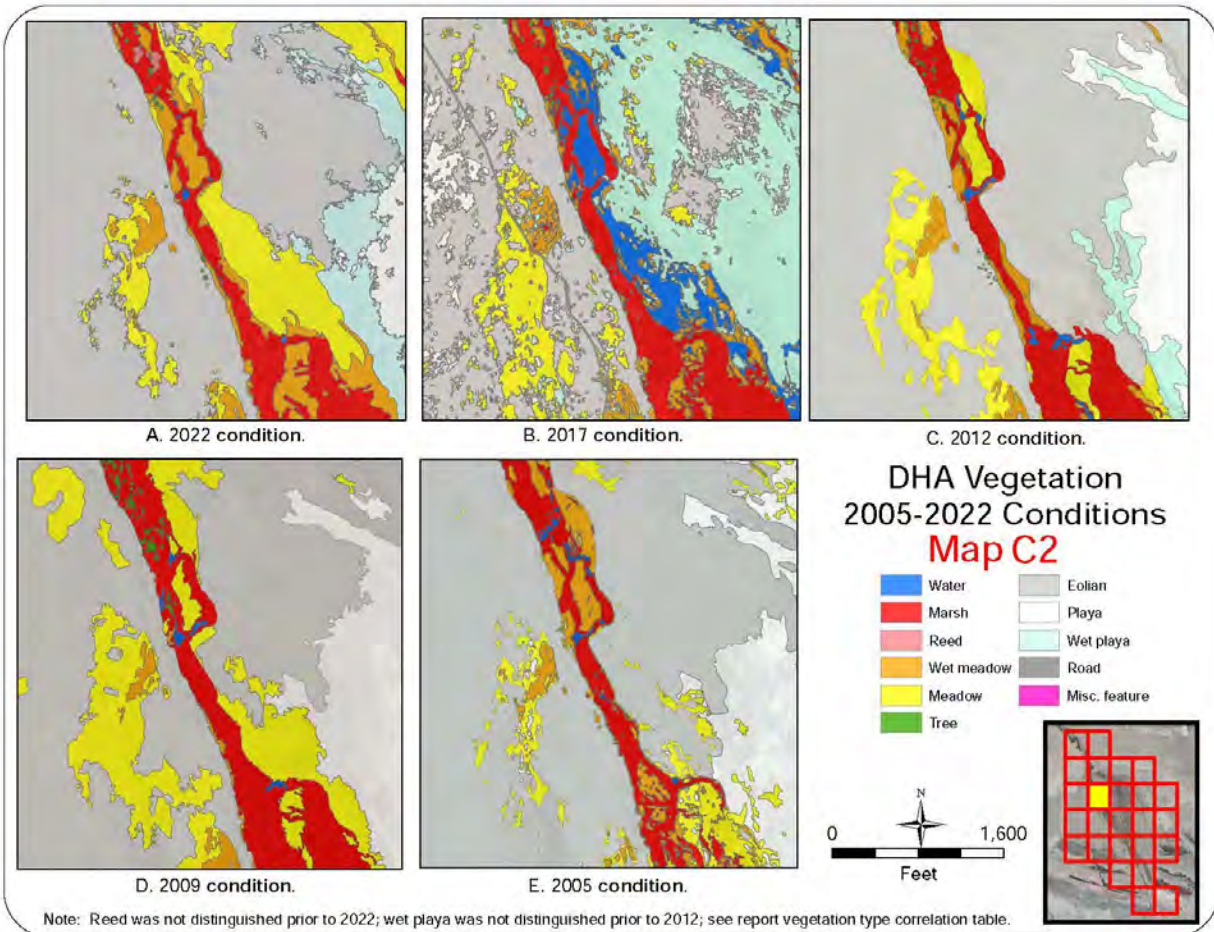 A. 2022 condition.
B. 2017 condition.
C. 2012 condition.
D. 2009 condition.
E. 2005 condition.
DHA Vegetation
2005-2022 Conditions
Map C2
Water
Marsh
Reed
Wet meadow
Meadow
Tree
Eolian
Playa
Wet playa
Road
Misc. feature
N
0 1,600
Feet
Note: Reed was not distinguished prior to 2022; wet playa was not distinguished prior to 2012; see report vegetation type correlation table.